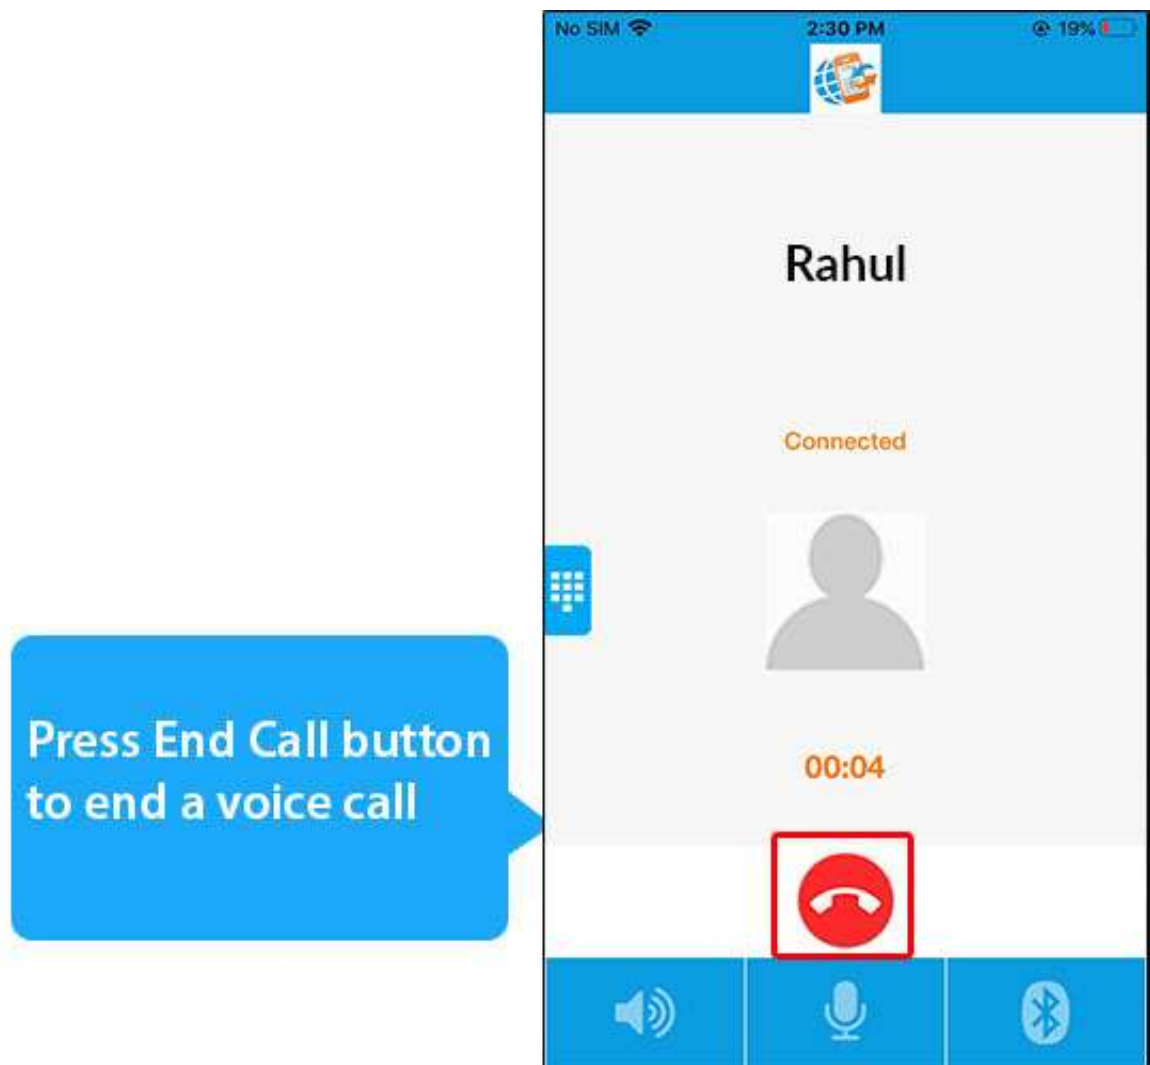 No SIM 2:30 PM 19%
Rahul
Connected
Press End Call button
to end a voice call
00:04